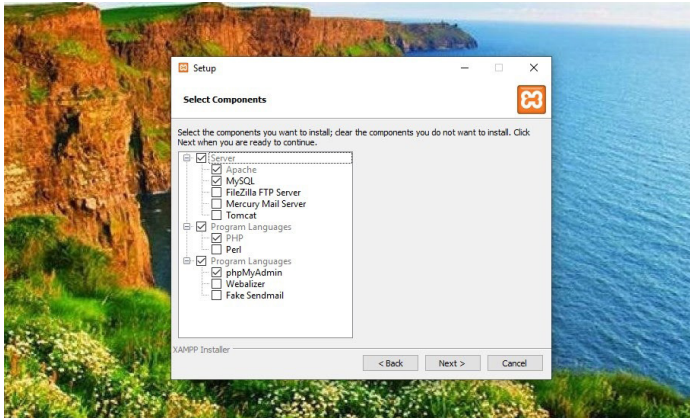 Setup
Select Components
Select the components you want to install; clear the components you do not want to install. Click
Next when you are ready to continue.
Server
Apache
MySQL
FileZilla FTP Server
Mercury Mail Server
Tomcat
Program Languages
PHP
Perl
Program Languages
phpMyAdmin
Webalizer
Fake Sendmail
XAMPP Installer
< Back Next > Cancel